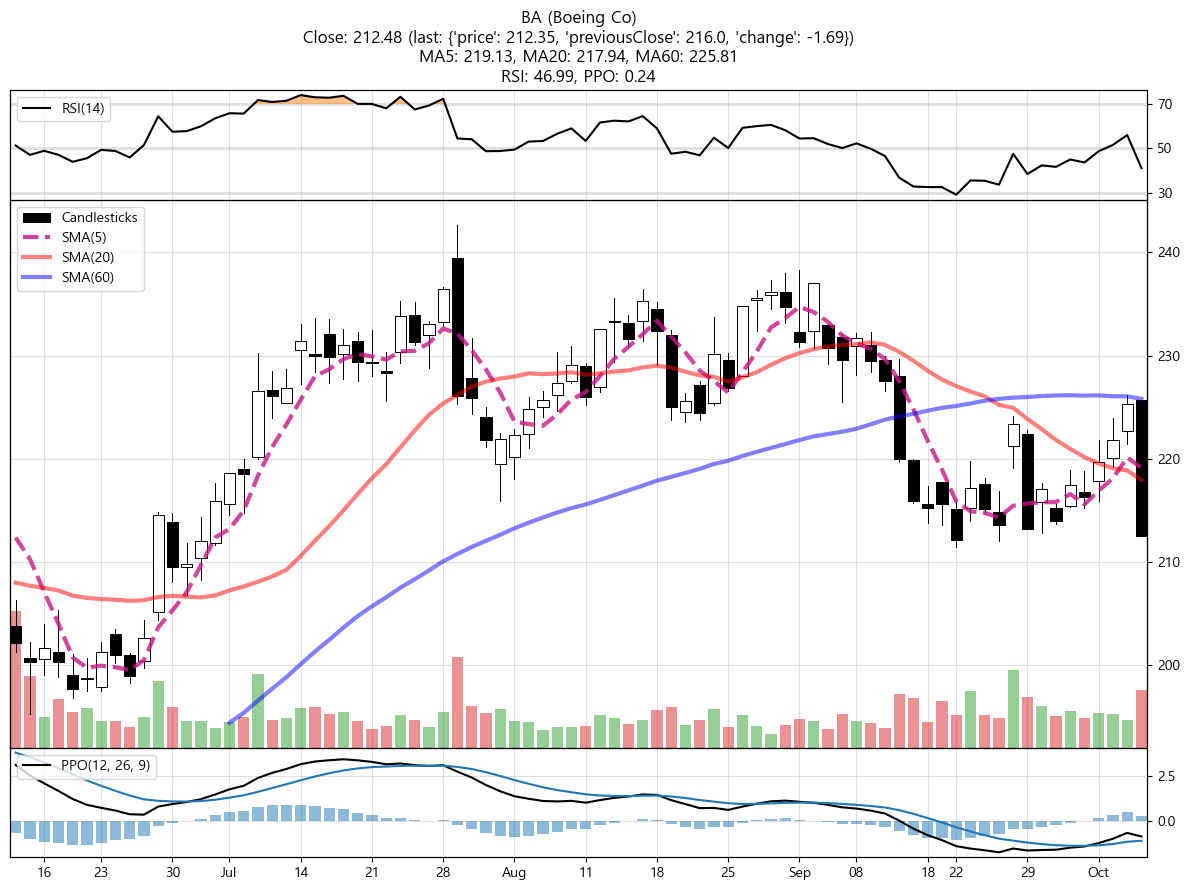 BA (Boeing Co)
Close: 212.48 (last: {'price': 212.35, 'previousClose': 216.0, 'change': -1.69})
MA5: 219.13, MA20: 217.94, MA60: 225.81
RSI: 46.99, PPO: 0.24
RSI(14)
70
50
30
Candlesticks
SMA(5)
SMA(20)
SMA(60)
240
230
220
210
200
PPO(12, 26, 9)
2.5
0.0
16 23 30 Jul 14 21 28 Aug 11 18 25 Sep 08 18 22 29 Oct